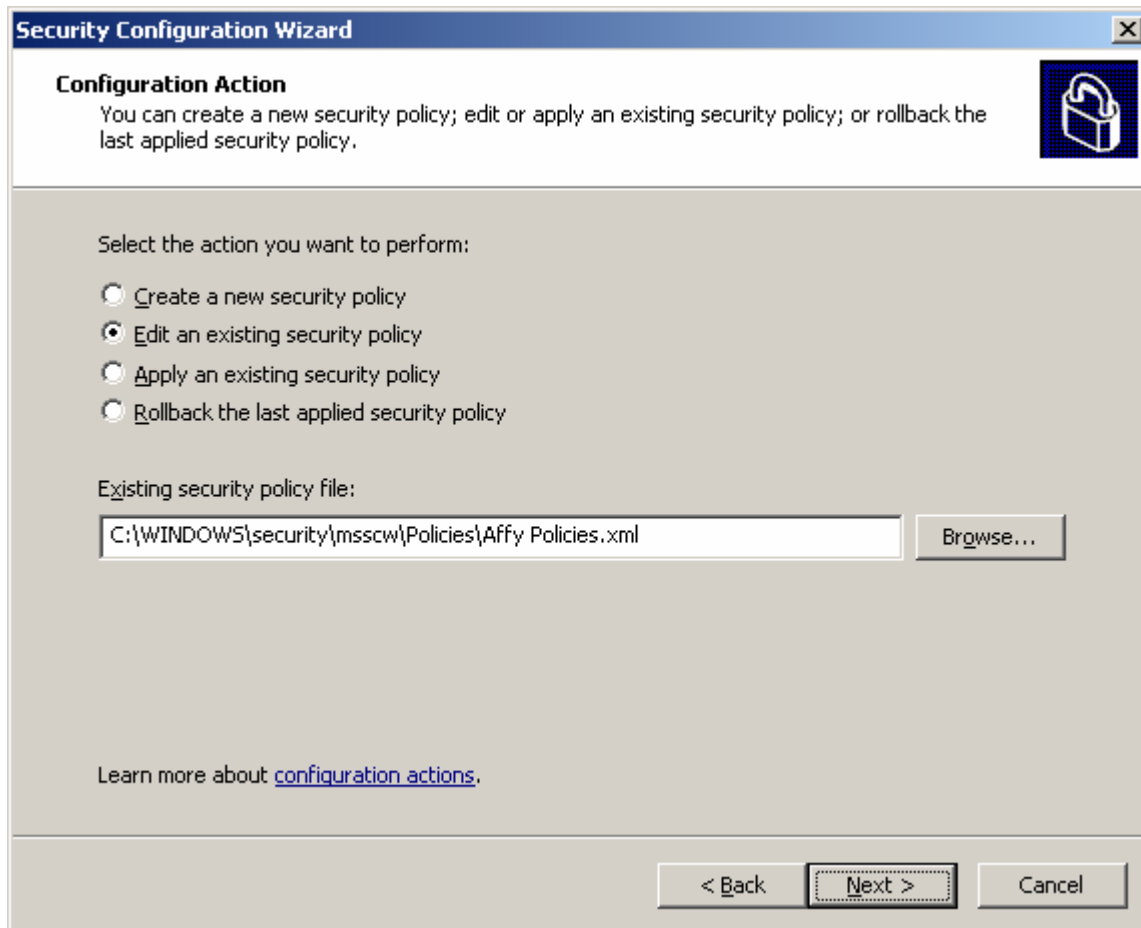 Security Configuration Wizard
Configuration Action
You can create a new security policy; edit or apply an existing security policy; or rollback the
last applied security policy.
Select the action you want to perform:
Create a new security policy
Edit an existing security policy
Apply an existing security policy
Rollback the last applied security policy
Existing security policy file:
C:\WINDOWS\security\msscw\Policies\Affy Policies.xml
Browse...
Learn more about configuration actions.
< Back
Next >
Cancel